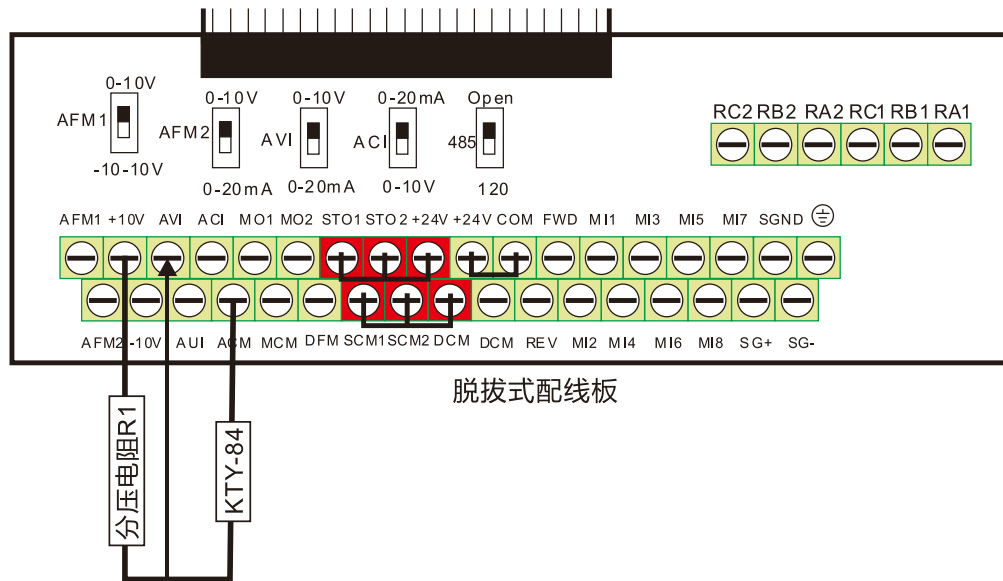 0-10V
AFM1
-10-10V
0-10V
AFM2
0-20mA
0-10V
AVI
0-20mA
0-20mA
ACI
0-10V
Open
485
120
RC2 RB2 RA2 RC1 RB1 RA1
AFM1 +10V AVI ACI MO1 MO2 STO1 STO2 +24V +24V COM FWD MI1 MI3 MI5 MI7 SGND
AFM2 -10V AUI ACM MCM DFM SCM1 SCM2 DCM DCM REV MI2 MI4 MI6 MI8 SG+ SG-
脱拔式配线板
分压电阻R1
KTY-84